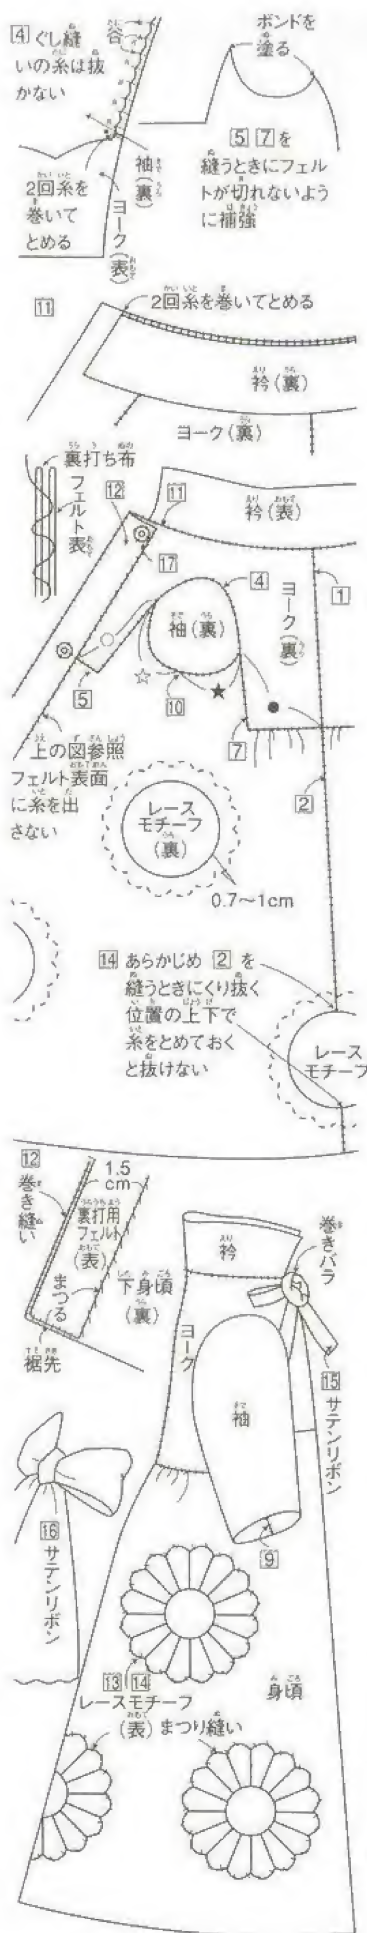 4 ぐし縫
いの糸は抜
かない
谷
2回糸を
巻いて
とめる
袖(裏)
ヨーク(表)
ボンドを
塗る
5 7 を
縫うときにフェル
トが切れないよう
に補強
11
2回糸を巻いてとめる
衿(裏)
ヨーク(裏)
裏打ち布
フェルト表
12
11
衿(表)
17
4
袖(裏)
ヨーク(裏)
1
5
☆
10
★
7
2
上の図参照
フェルト表面
に糸を出
さない
レース
モチーフ
(裏)
0.7〜1cm
14 あらかじめ 2 を
縫うときにくり抜く
位置の上下で
糸をとめておく
と抜けない
レース
モチーフ
12
巻き縫い
1.5
cm
裏打用
フェルト
(表)
まつる
下身頃(裏)
裾先
衿
巻きバラ
ヨーク
15 サテンリボン
袖
9
16 サテンリボン
13 14
レースモチーフ
(表) まつり縫い
身頃